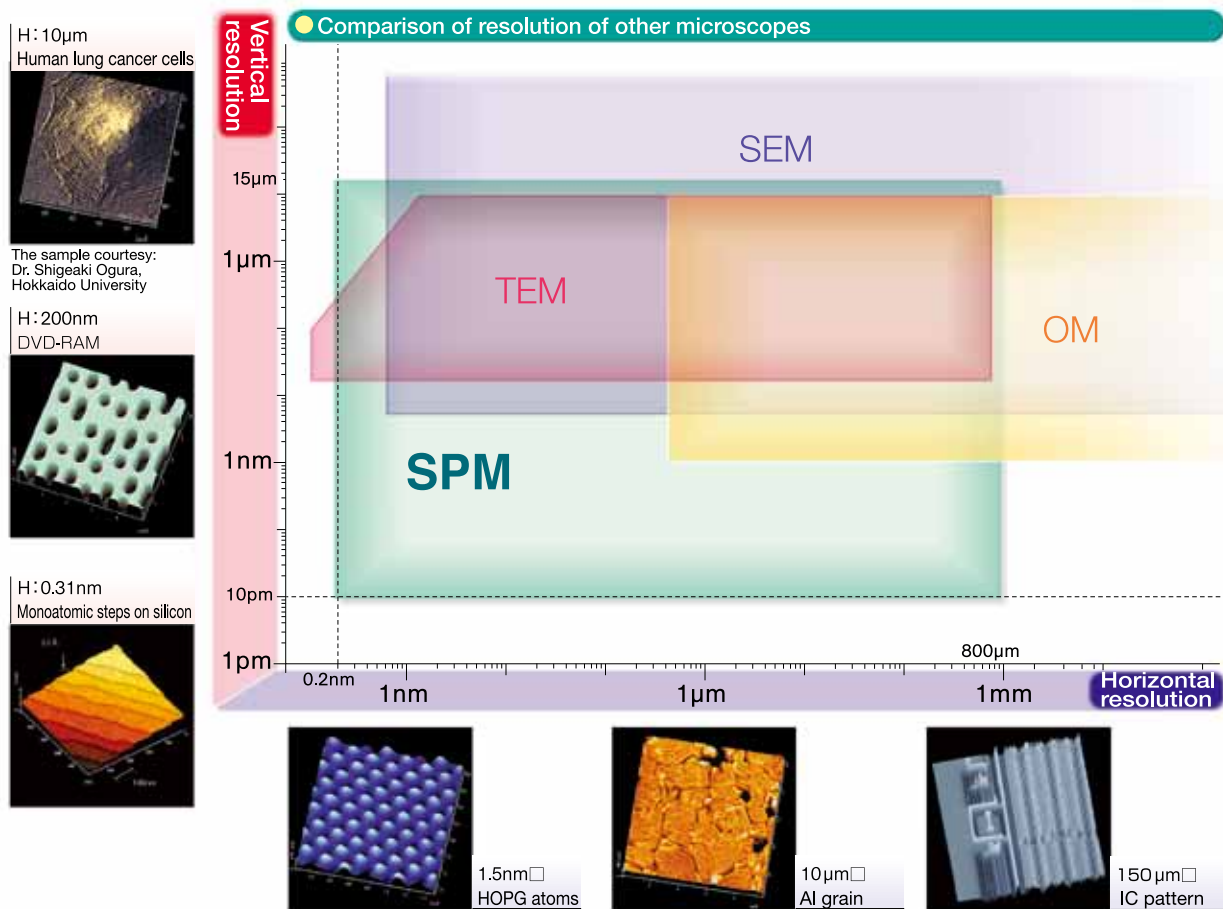 Comparison of resolution of other microscopes
Vertical
resolution
H:10μm
Human lung cancer cells
The sample courtesy:
Dr. Shigeaki Ogura,
Hokkaido University
H:200nm
DVD-RAM
H:0.31nm
Monoatomic steps on silicon
15μm
1μm
1nm
10pm
1pm
SEM
TEM
OM
SPM
800μm
0.2nm
1nm
1μm
1mm
Horizontal
resolution
1.5nm□
HOPG atoms
10μm□
Al grain
150μm□
IC pattern